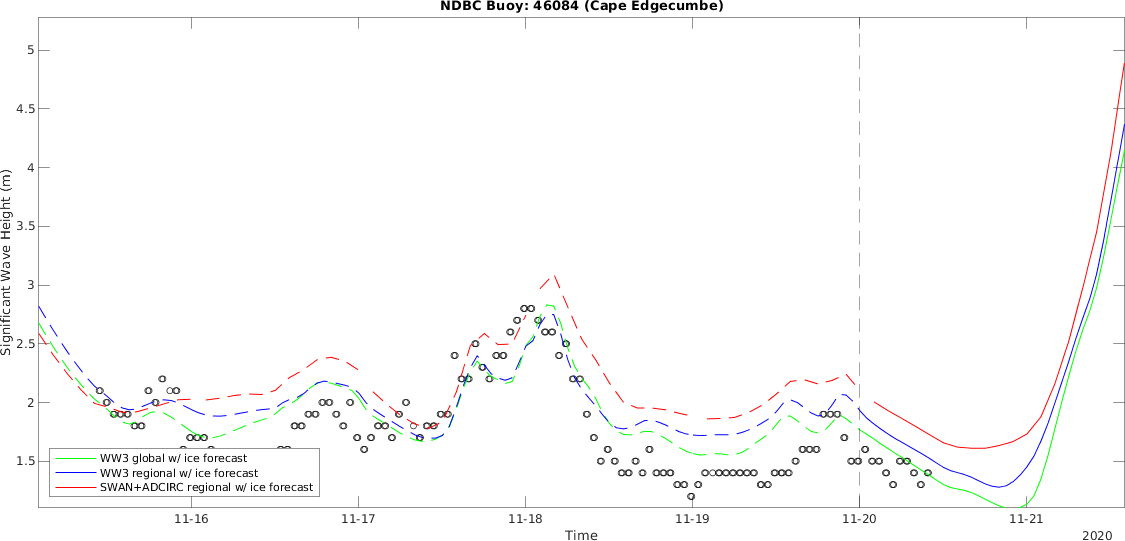 NDBC Buoy: 46084 (Cape Edgecumbe)
Significant Wave Height (m)
5
4.5
4
3.5
3
2.5
2
1.5
WW3 global w/ ice forecast
WW3 regional w/ ice forecast
SWAN+ADCIRC regional w/ ice forecast
11-16
11-17
11-18
11-19
11-20
11-21
Time
2020